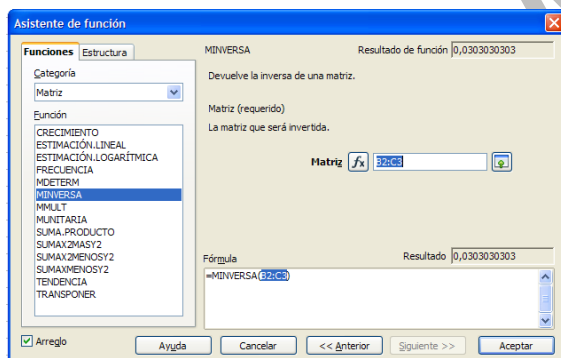 Asistente de función
Funciones Estructura
MINVERSA Resultado de función 0,0303030303
Categoría
Devuelve la inversa de una matriz.
Matriz
Función
Matriz (requerido)
La matriz que será invertida.
CRECIMIENTO
ESTIMACIÓN.LINEAL
ESTIMACIÓN.LOGARÍTMICA
FRECUENCIA
MDETERM
MINVERSA
MMULT
MUNITARIA
SUMA.PRODUCTO
SUMAX2MASY2
SUMAX2MENOSY2
SUMAXMENOSY2
TENDENCIA
TRANSPONER
Matriz fx B2:C3
Fórmula Resultado 0,0303030303
=MINVERSA(B2:C3)
Arreglo
Ayuda Cancelar << Anterior Siguiente >> Aceptar